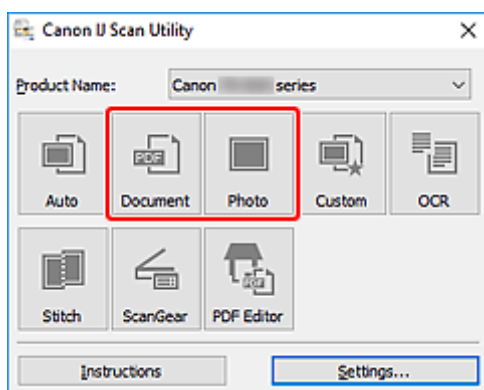 Canon IJ Scan Utility
Product Name: Canon series
PDF
Auto Document Photo Custom OCR
PDF
Stitch ScanGear PDF Editor
Instructions Settings...